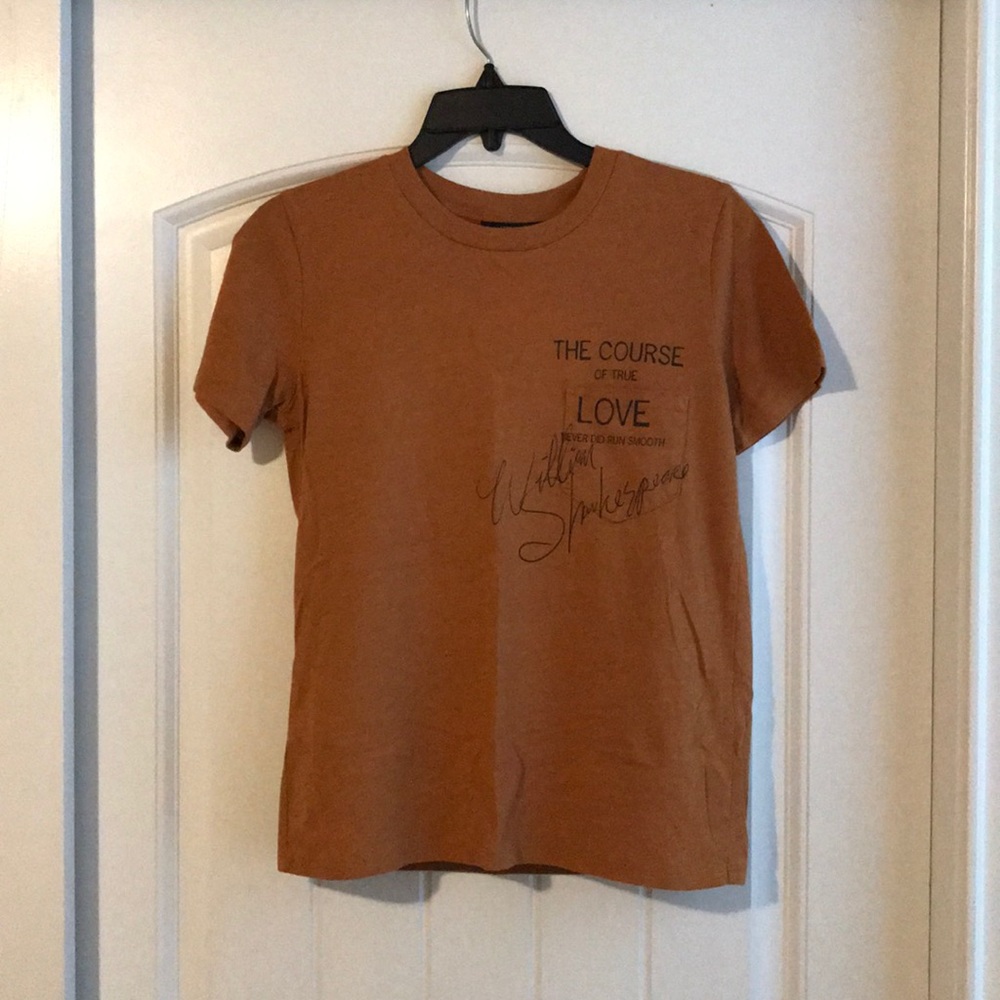 THE COURSE
OF TRUE
LOVE
NEVER DID RUN SMOOTH
William
Shakespeare